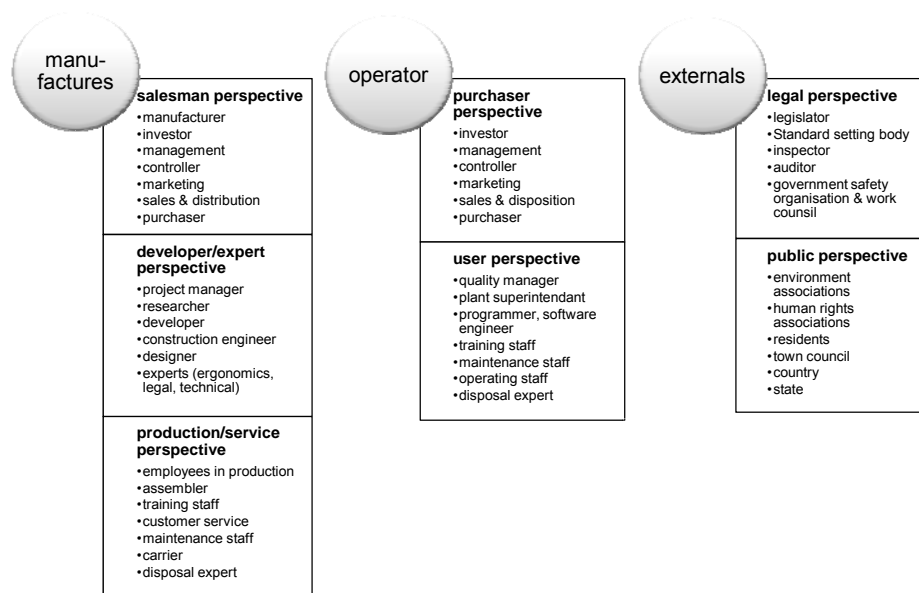 manu-
factures
salesman perspective
•manufacturer
•investor
•management
•controller
•marketing
•sales & distribution
•purchaser
developer/expert
perspective
•project manager
•researcher
•developer
•construction engineer
•designer
•experts (ergonomics,
legal, technical)
production/service
perspective
•employees in production
•assembler
•training staff
•customer service
•maintenance staff
•carrier
•disposal expert
operator
purchaser
perspective
•investor
•management
•controller
•marketing
•sales & disposition
•purchaser
user perspective
•quality manager
•plant superintendant
•programmer, software
engineer
•training staff
•maintenance staff
•operating staff
•disposal expert
externals
legal perspective
•legislator
•Standard setting body
•inspector
•auditor
•government safety
organisation & work
counsil
public perspective
•environment
associations
•human rights
associations
•residents
•town council
•country
•state